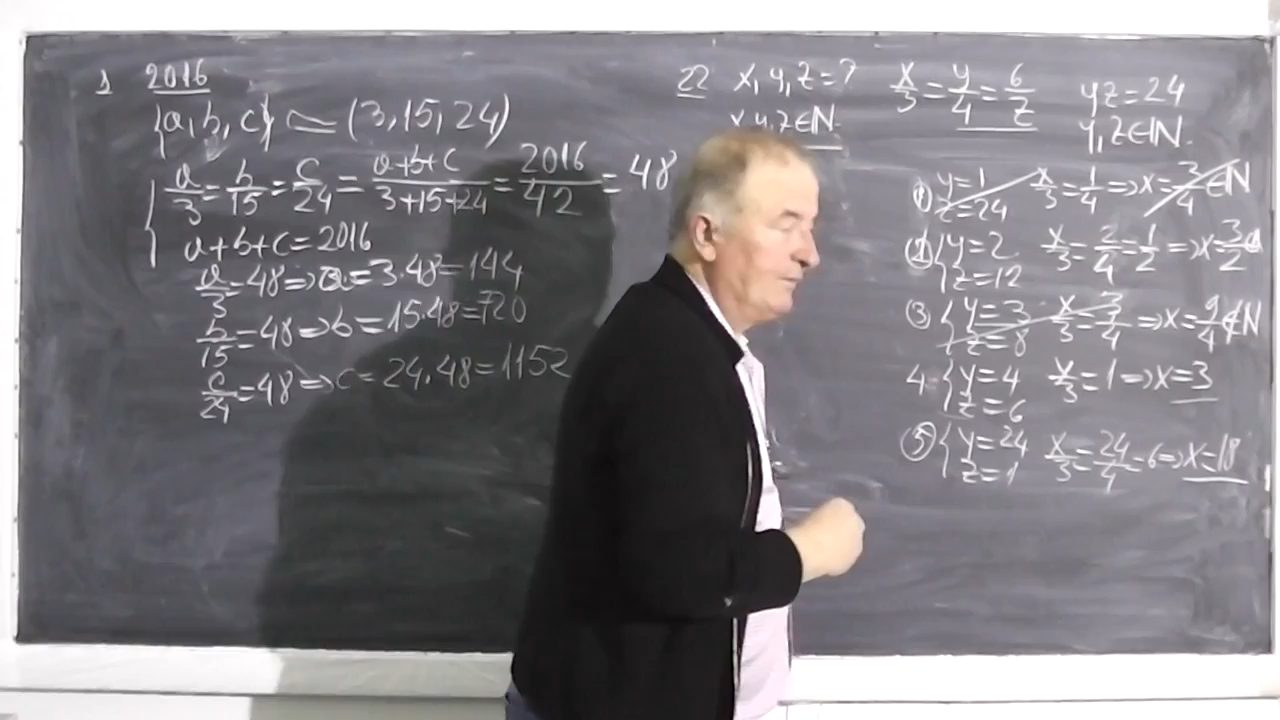 1 2016
{a, b, c} ~ (3, 15, 24)
a/3 = b/15 = c/24 = a+b+c/3+15+24 = 2016/42 = 48
a+b+c=2016
a/3=48=>a=3.48=144
b/15=48=>b=15.48=720
c/24=48=>c=24.48=1152
22 x, y, z=? x/3=y/4=6/z yz=24
x,y,z∈N. y,z∈N.
① y=1 z=24 x/3=1/4=>x=3/4∈N
② {y=2 z=12 x/3=2/4=1/2=>x=3/2
③ {y=3 z=8 x/3=3/4=>x=9/4∉N
4. {y=4 z=6 x/3=1=>x=3
⑤ {y=24 z=1 x/3=24/4=6=>x=18